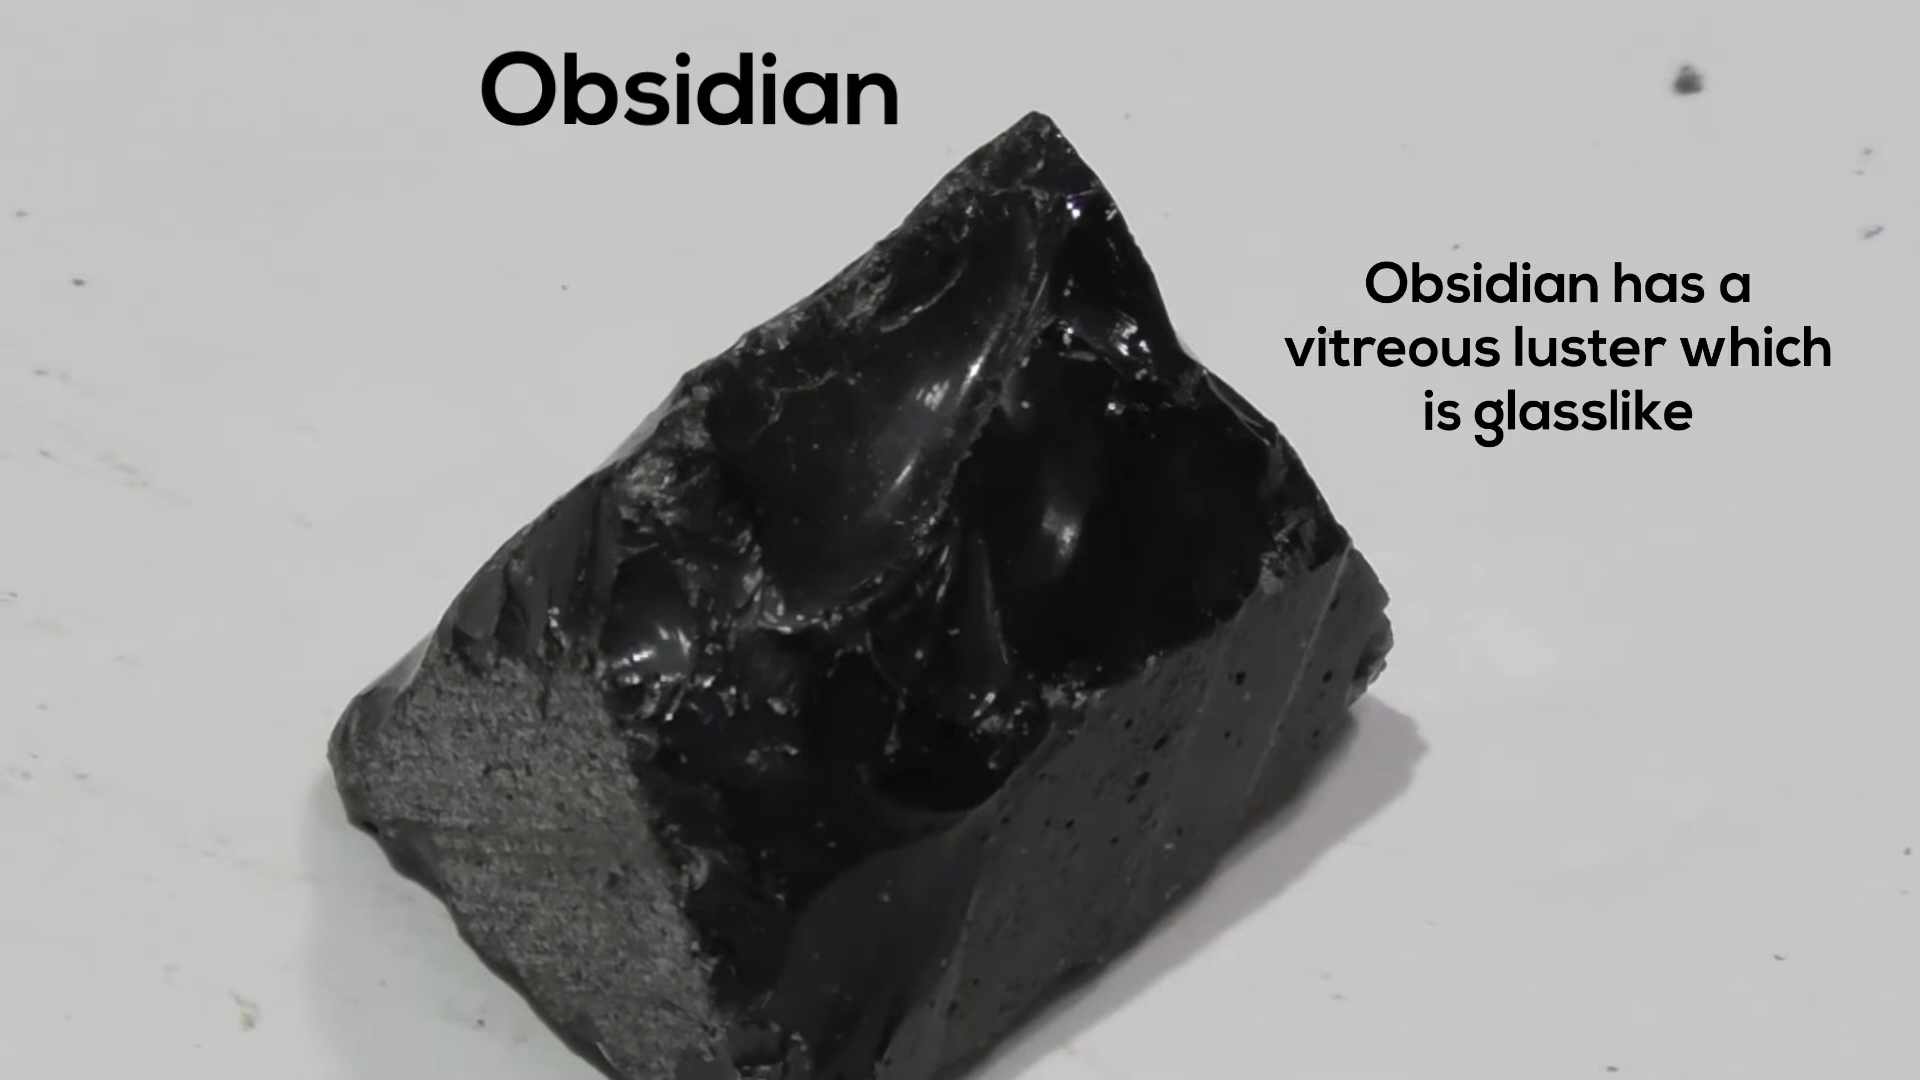 Obsidian
Obsidian has a
vitreous luster which
is glasslike